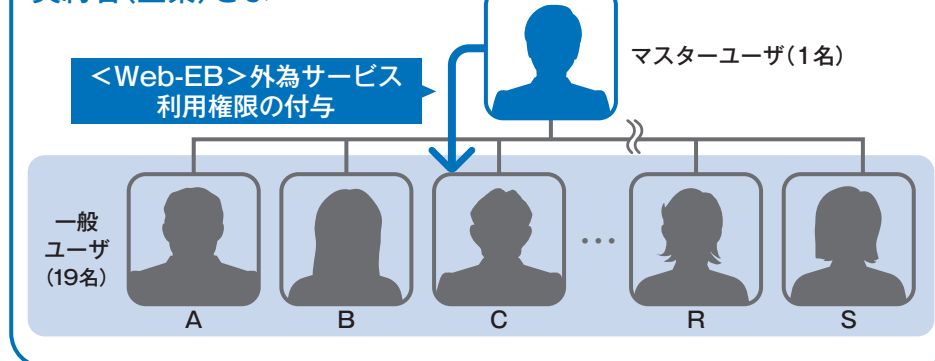 マスターユーザ(1名)
<Web-EB>外為サービス
利用権限の付与
一般
ユーザ
(19名)
…
A B C R S